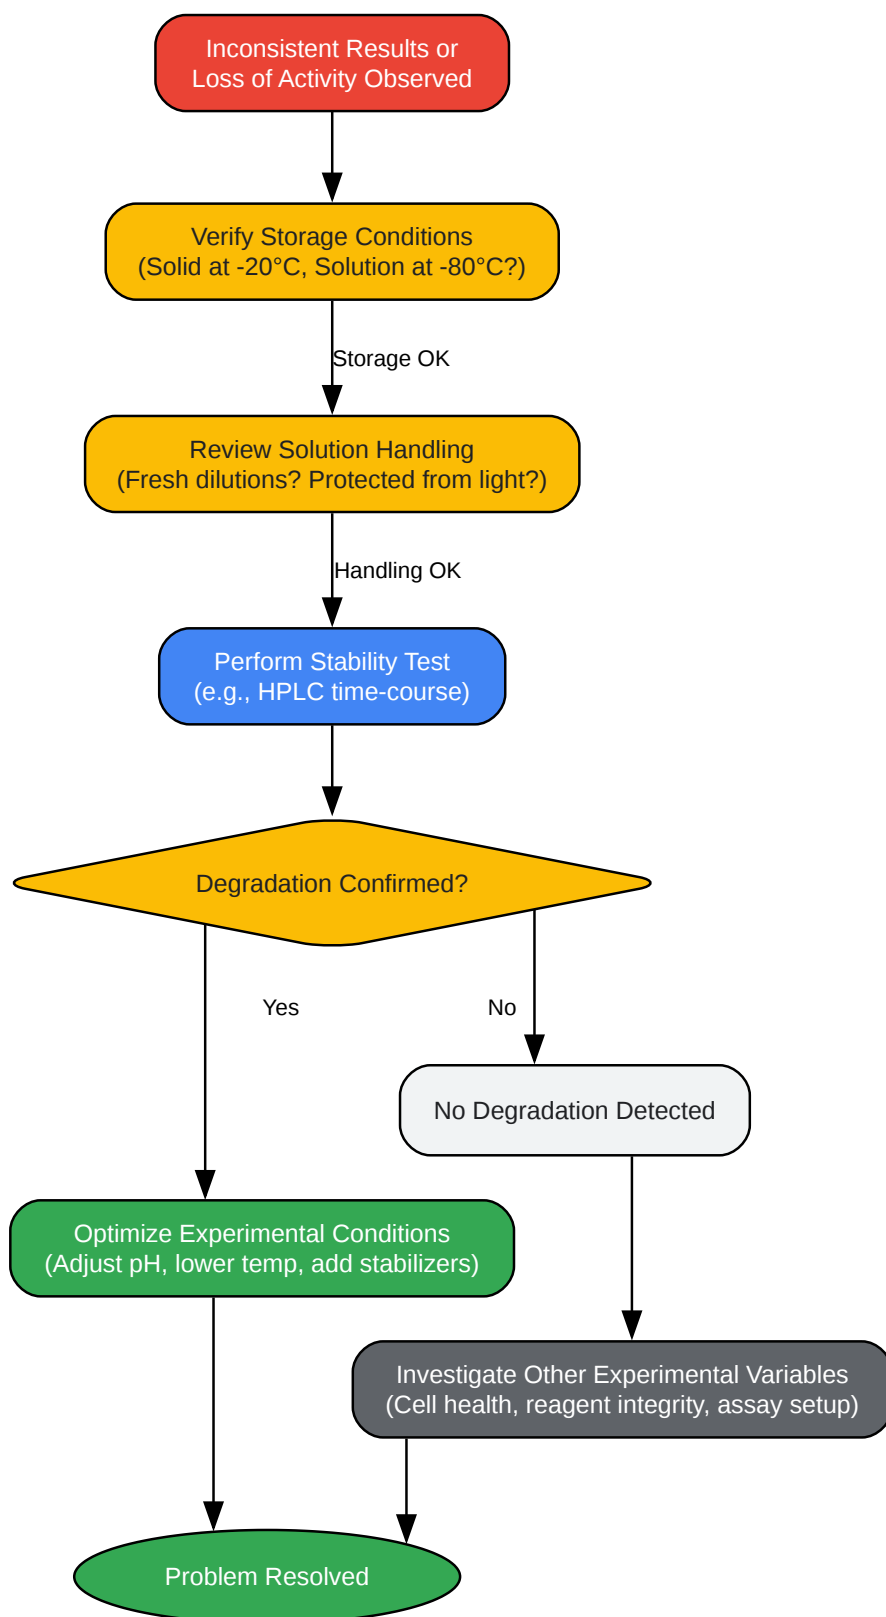 Inconsistent Results or
Loss of Activity Observed
Verify Storage Conditions
(Solid at -20°C, Solution at -80°C?)
Storage OK
Review Solution Handling
(Fresh dilutions? Protected from light?)
Handling OK
Perform Stability Test
(e.g., HPLC time-course)
Degradation Confirmed?
Yes
No
No Degradation Detected
Optimize Experimental Conditions
(Adjust pH, lower temp, add stabilizers)
Investigate Other Experimental Variables
(Cell health, reagent integrity, assay setup)
Problem Resolved